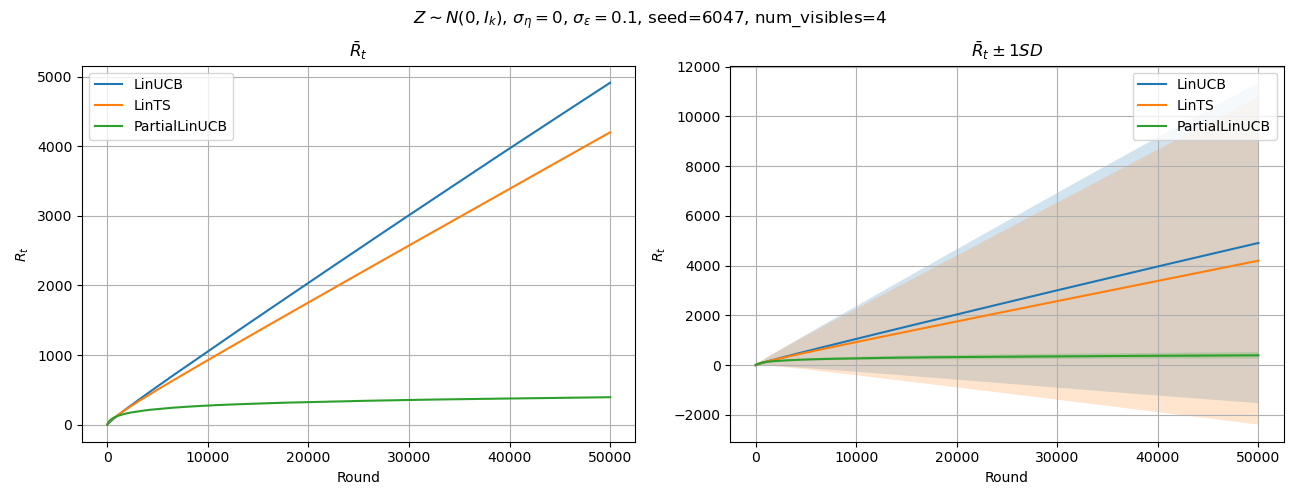 Z ∼ N(0, I_k), σ_η = 0, σ_ε = 0.1, seed=6047, num_visibles=4
R̄_t
5000
4000
3000
2000
1000
0
R_t
LinUCB
LinTS
PartialLinUCB
0 10000 20000 30000 40000 50000
Round
R̄_t ± 1SD
12000
10000
8000
6000
4000
2000
0
−2000
R_t
LinUCB
LinTS
PartialLinUCB
0 10000 20000 30000 40000 50000
Round